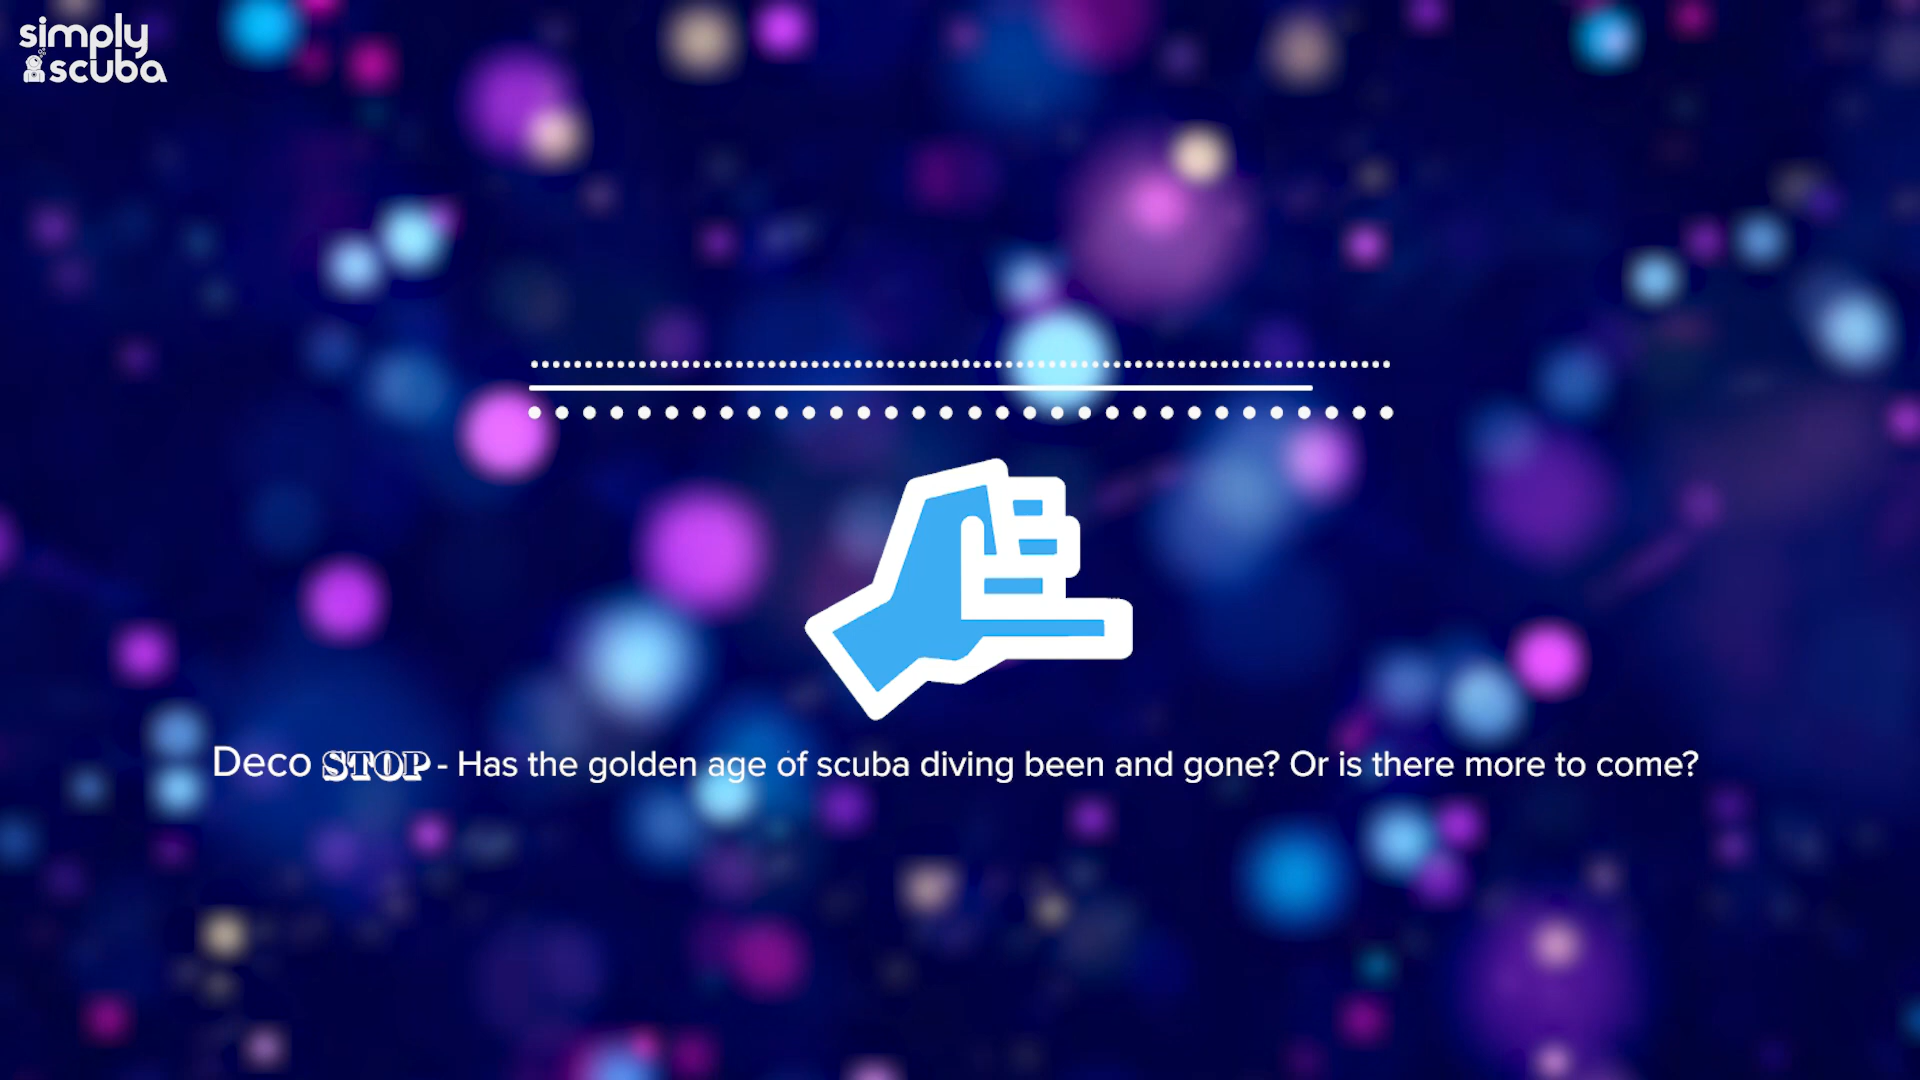 simply
scuba
Deco STOP - Has the golden age of scuba diving been and gone? Or is there more to come?